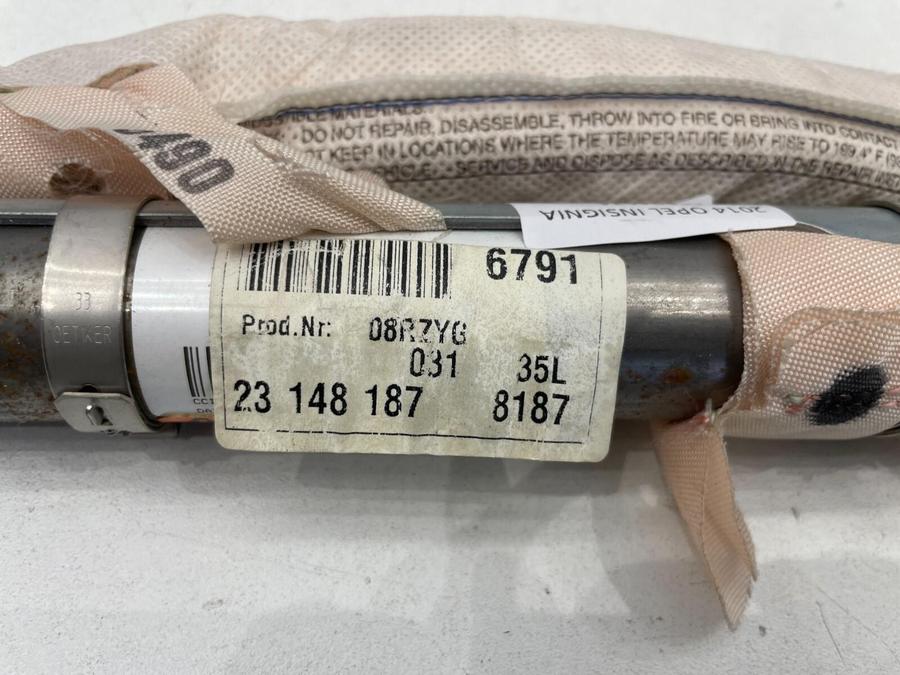 DO NOT REPAIR, DISASSEMBLE, THROW INTO FIRE OR BRING INTO CONTACT
KEEP IN LOCATIONS WHERE THE TEMPERATURE MAY RISE TO
SERVICE AND DISPOSE AS DESCRIBED IN THE REPAIR
490
2014 OPEL INSIGNIA
6791
33
OETIKER
Prod.Nr: 08RZYG
031 35L
23 148 187 8187